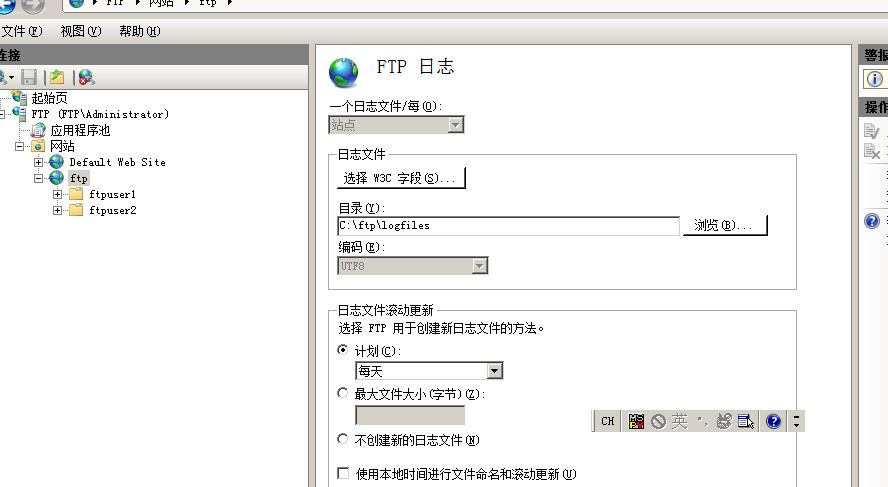 FTP ▸ 网站 ▸ ftp ▸
文件(F) 视图(V) 帮助(H)
连接
起始页
FTP (FTP\Administrator)
应用程序池
网站
Default Web Site
ftp
ftpuser1
ftpuser2
FTP 日志
一个日志文件/每(O):
站点
日志文件
选择 W3C 字段(S)...
目录(Y):
C:\ftp\logfiles
浏览(B)...
编码(E):
UTF8
日志文件滚动更新
选择 FTP 用于创建新日志文件的方法。
计划(C):
每天
最大文件大小(字节)(Z):
不创建新的日志文件(N)
使用本地时间进行文件命名和滚动更新(U)
警报
操作
CH
英